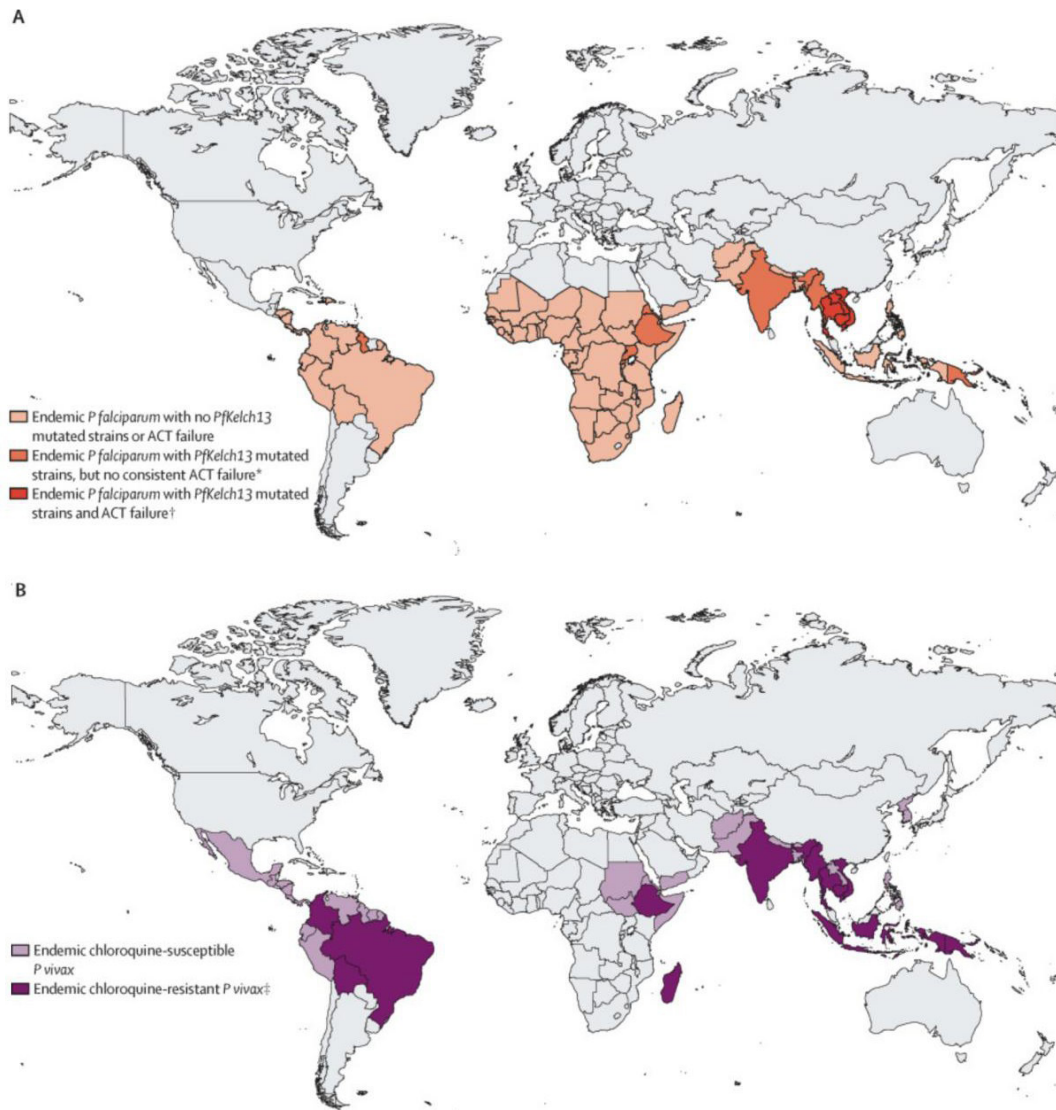 A
Endemic P falciparum with no PfKelch13
mutated strains or ACT failure
Endemic P falciparum with PfKelch13 mutated
strains, but no consistent ACT failure*
Endemic P falciparum with PfKelch13 mutated
strains and ACT failure†
B
Endemic chloroquine-susceptible
P vivax
Endemic chloroquine-resistant P vivax‡